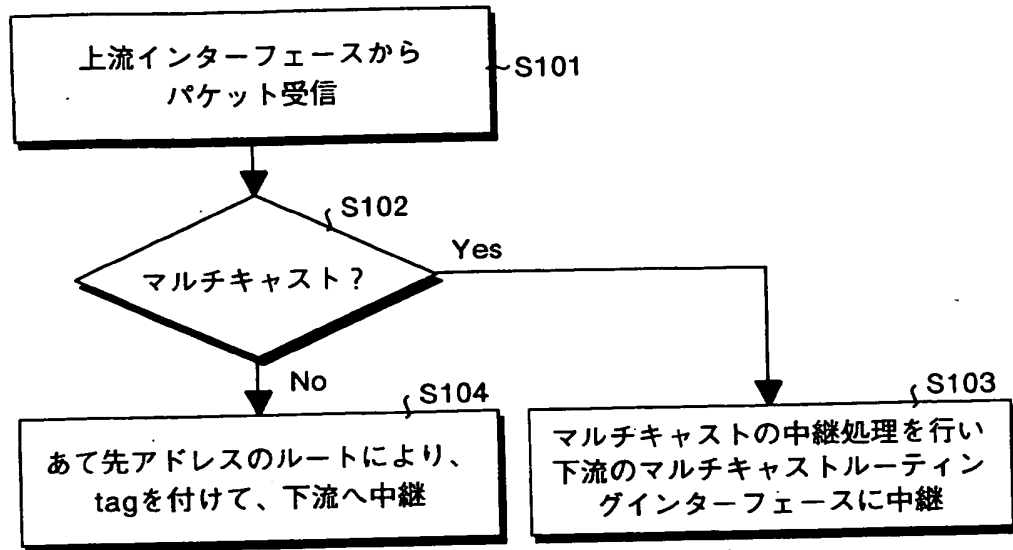 上流インターフェースから
パケット受信
S101
S102
マルチキャスト？
Yes
No
S104
あて先アドレスのルートにより、
tagを付けて、下流へ中継
S103
マルチキャストの中継処理を行い
下流のマルチキャストルーティン
グインターフェースに中継